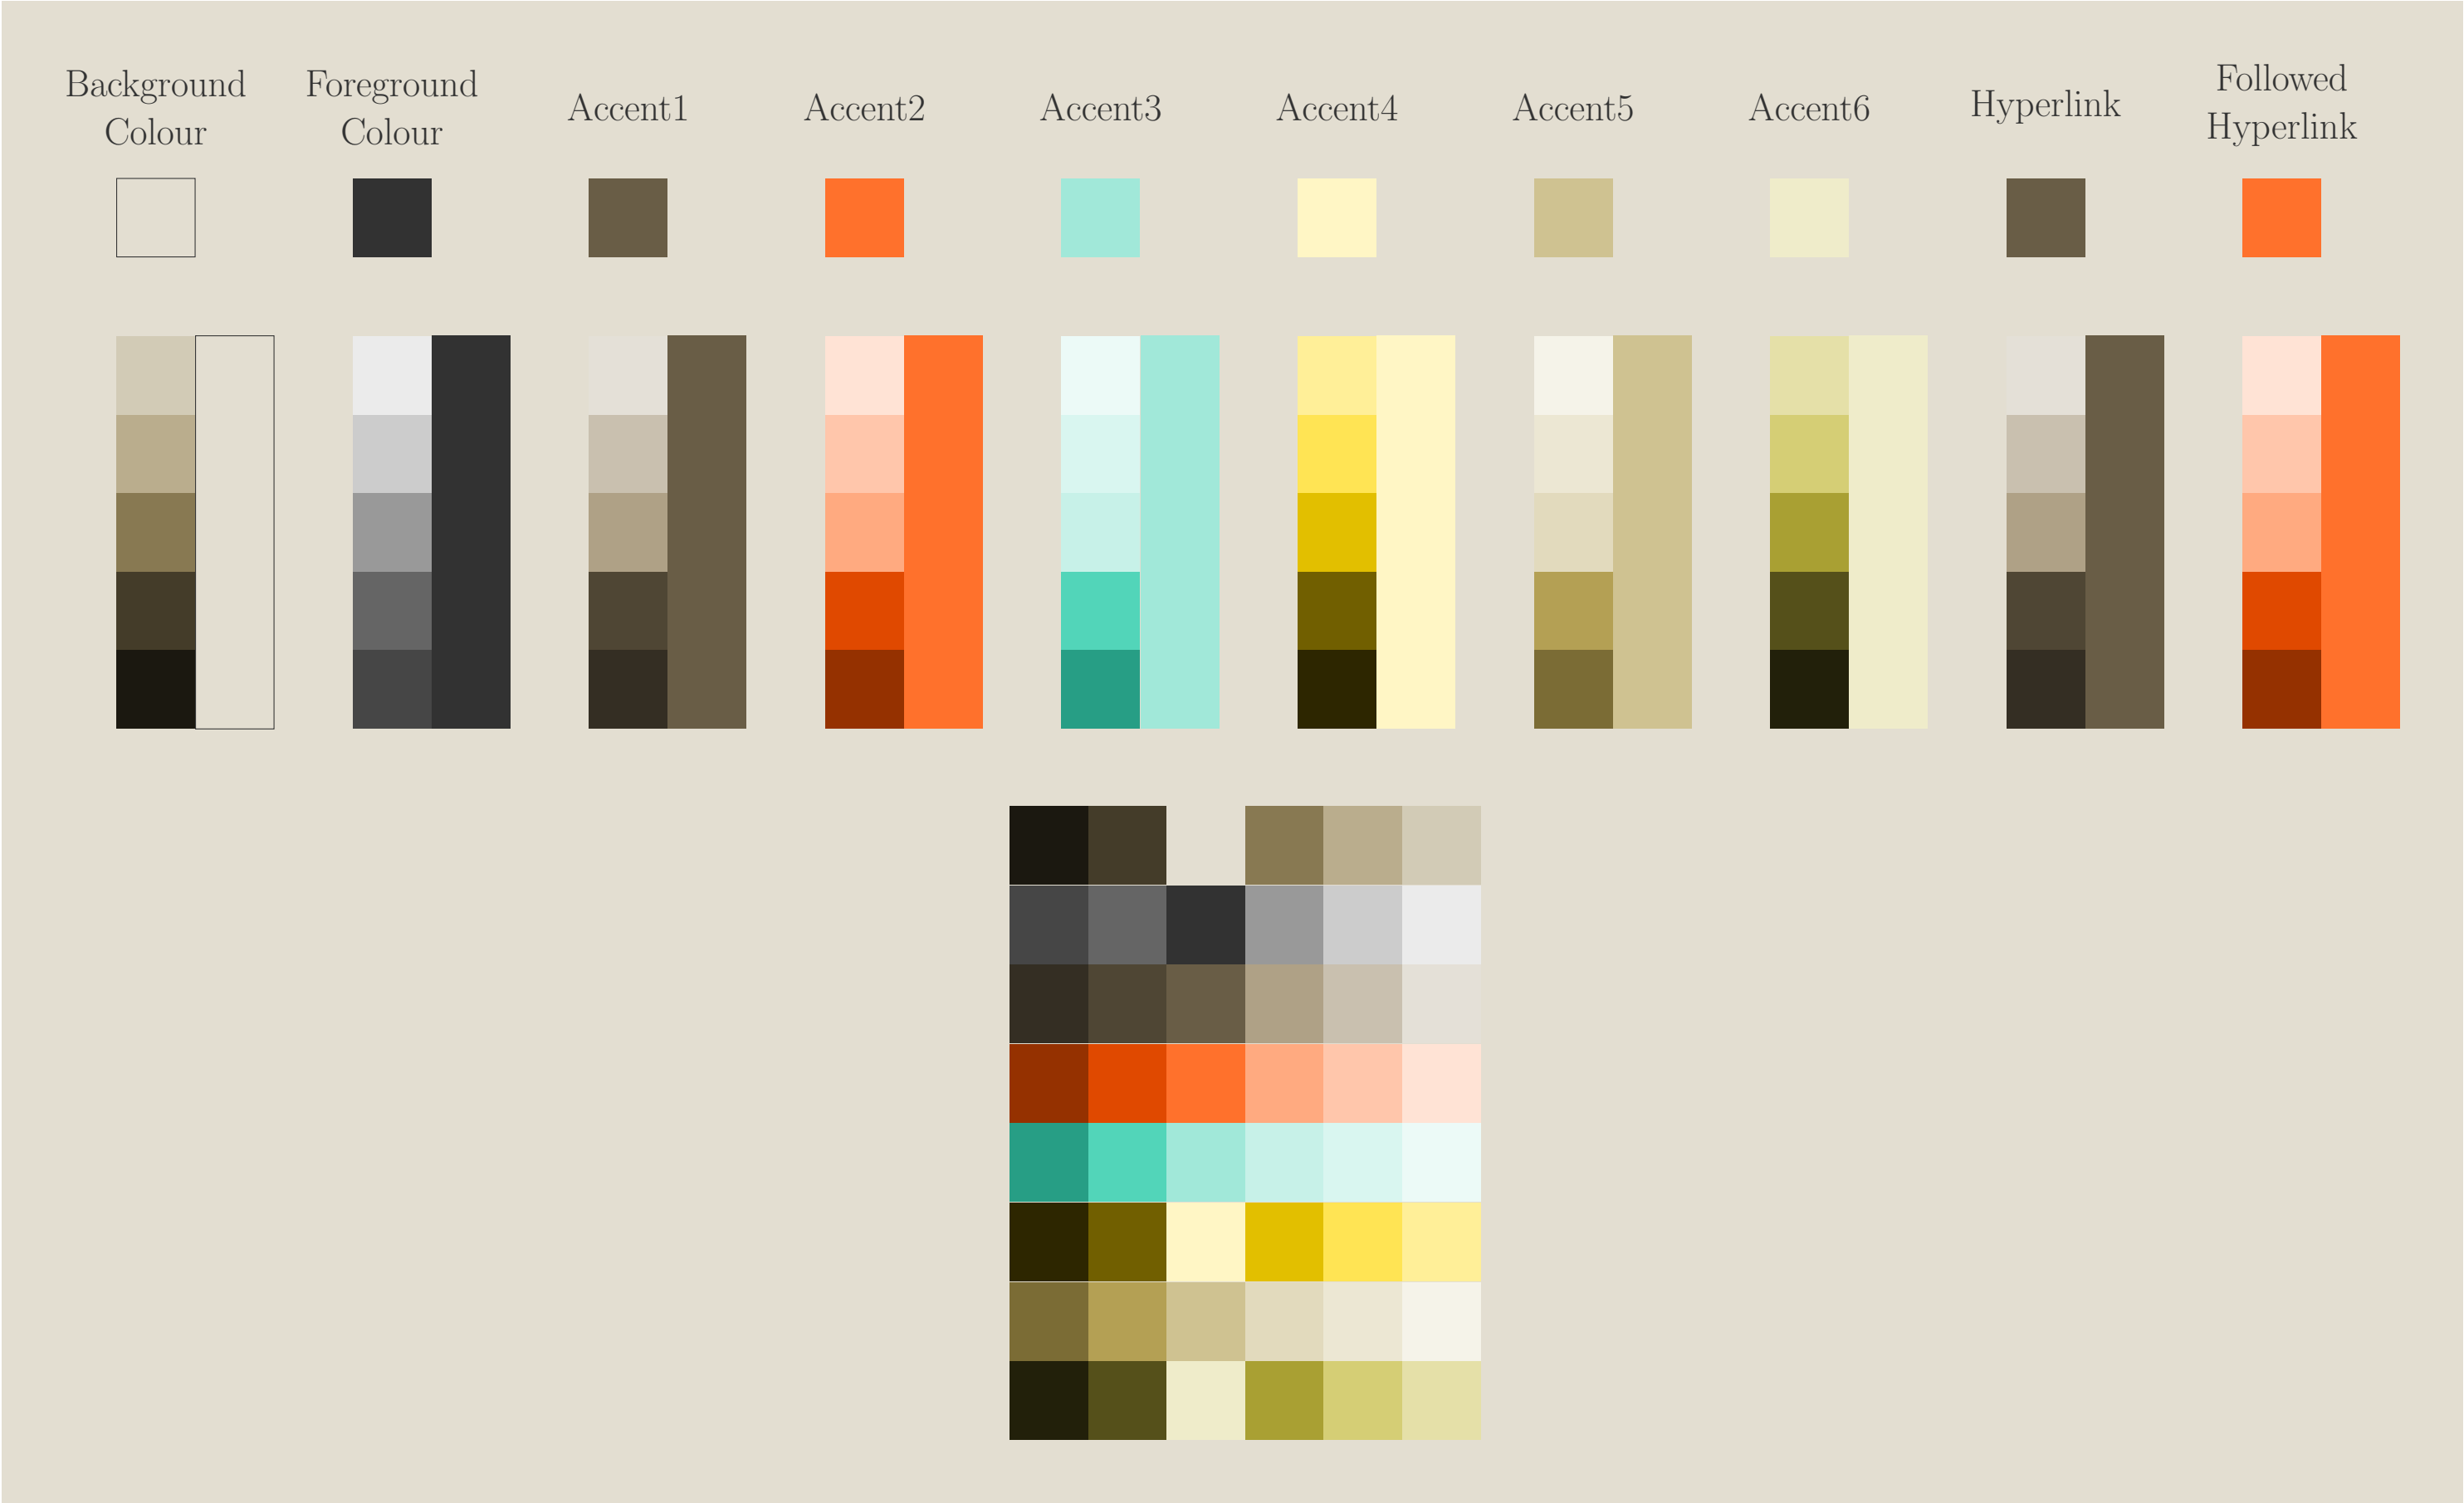 Background
Colour
Foreground
Colour
Accent1
Accent2
Accent3
Accent4
Accent5
Accent6
Hyperlink
Followed
Hyperlink